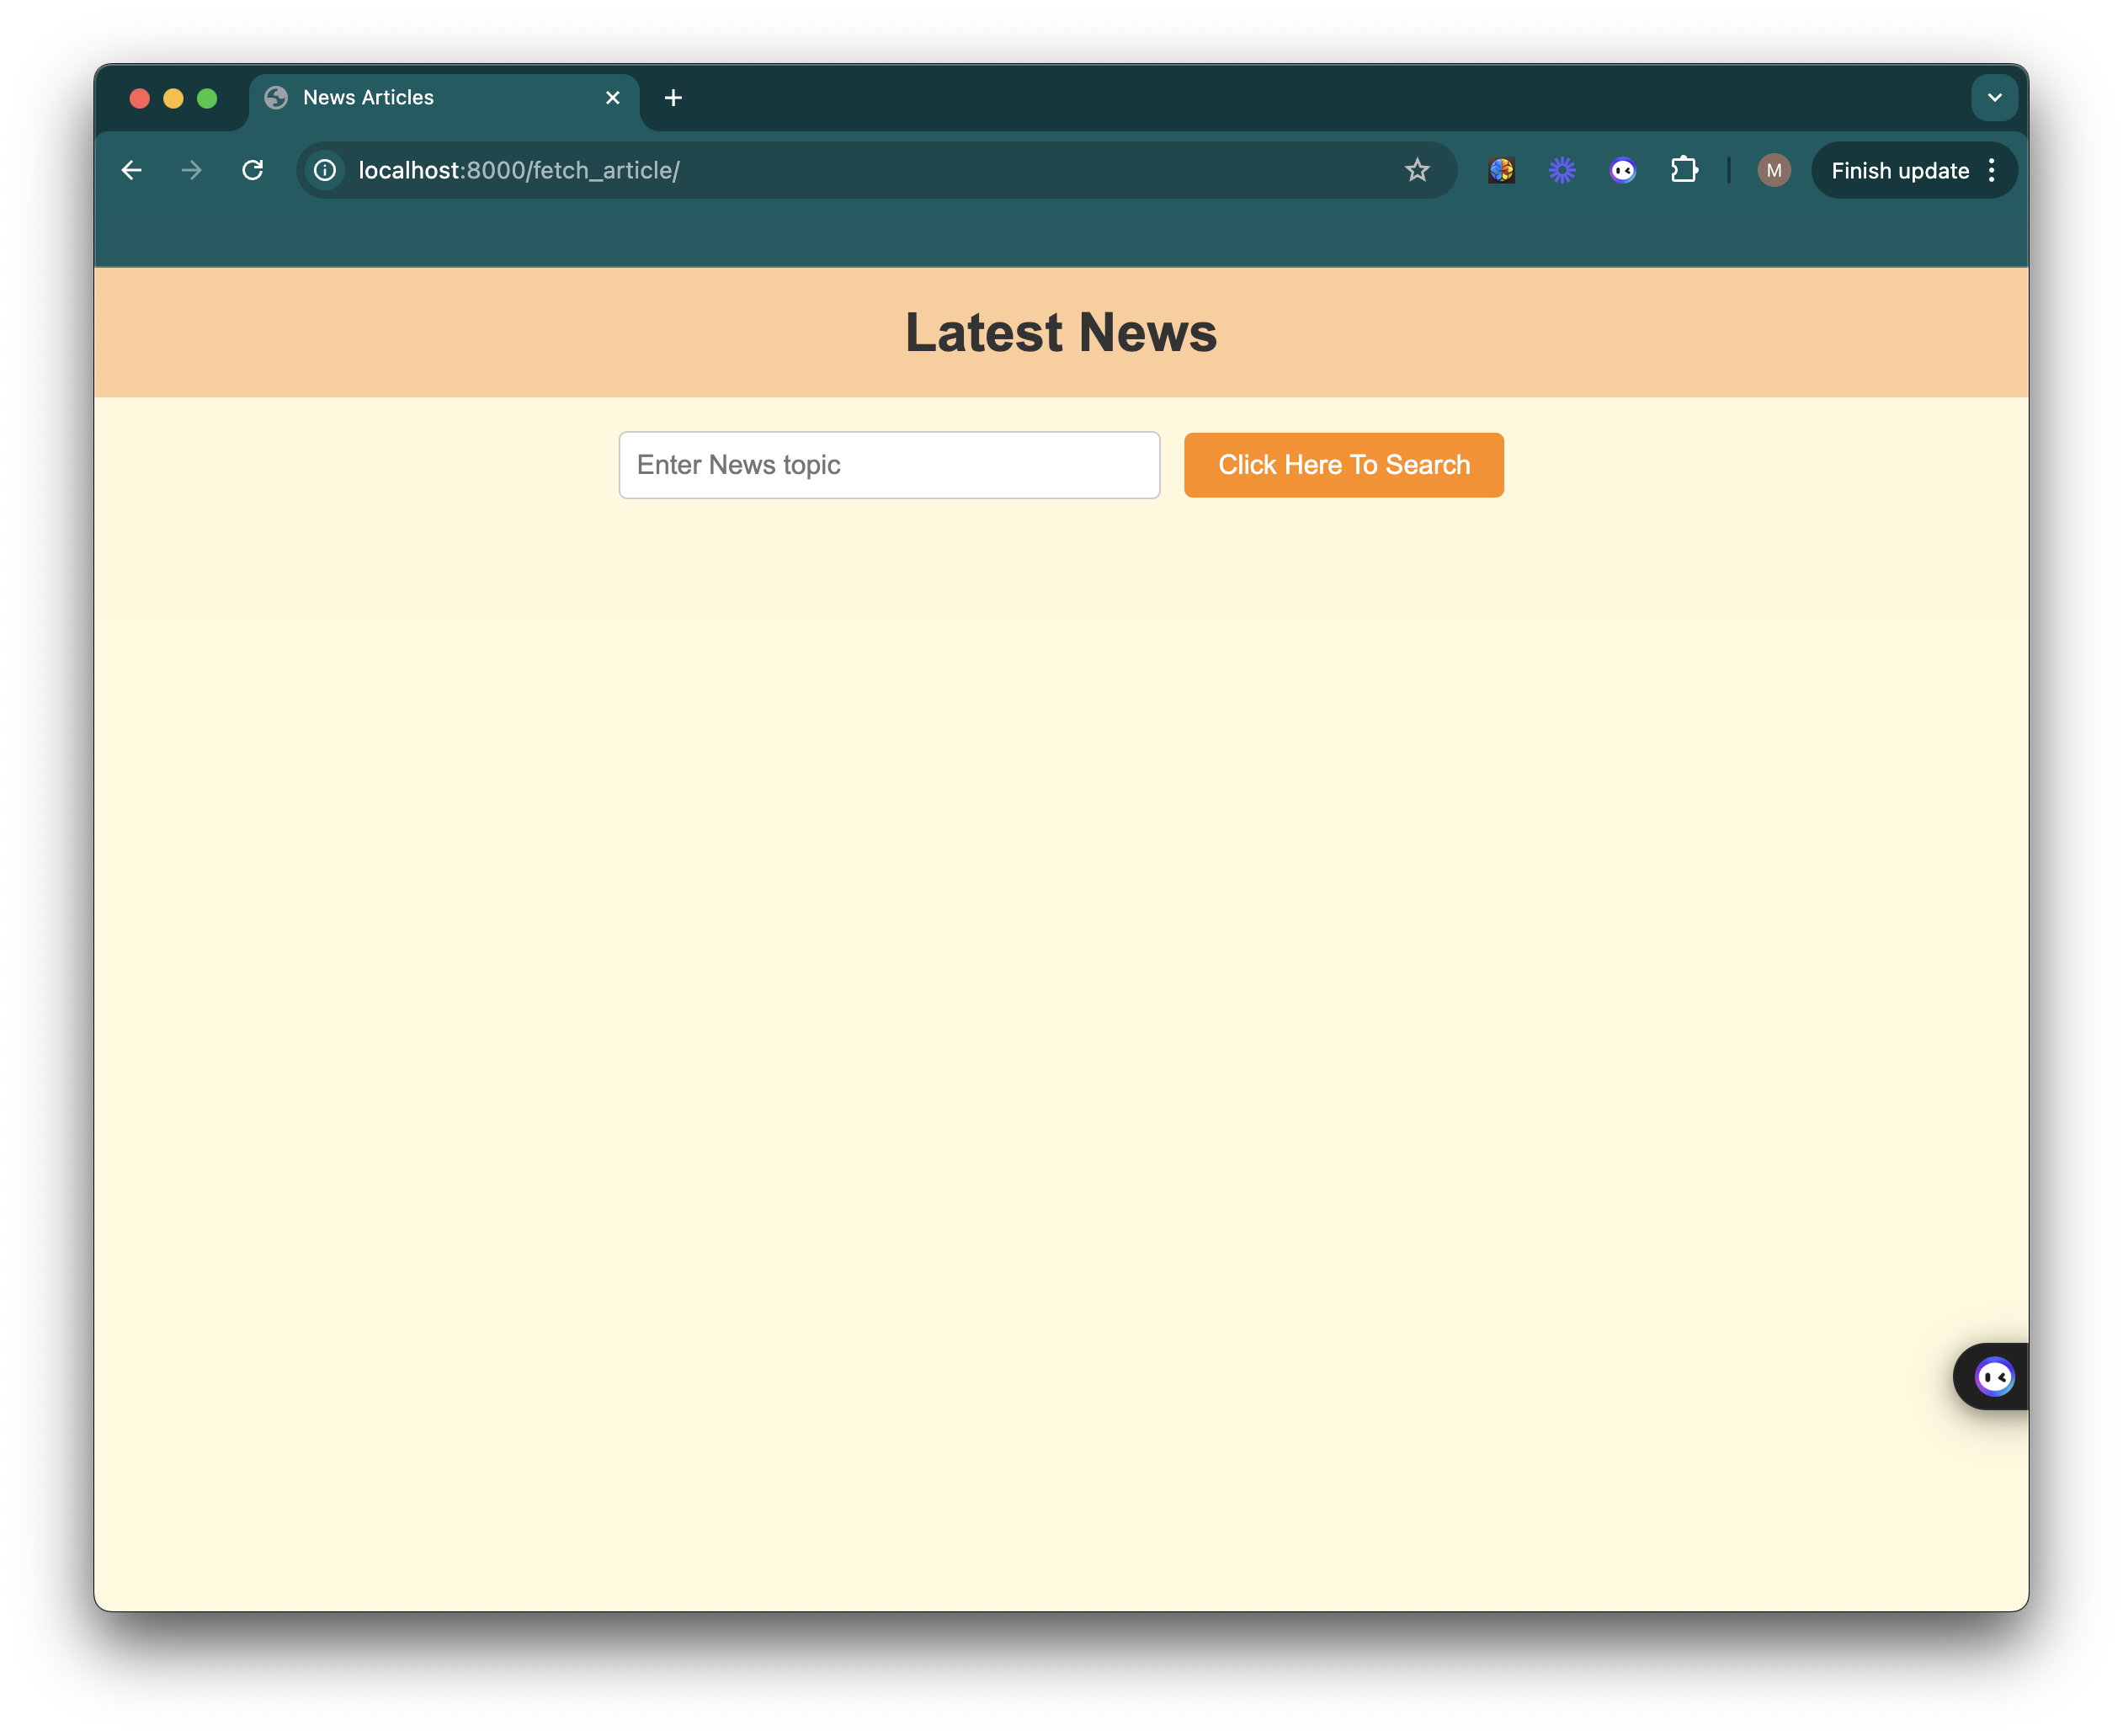 News Articles
localhost:8000/fetch_article/
M
Finish update
Latest News
Enter News topic
Click Here To Search